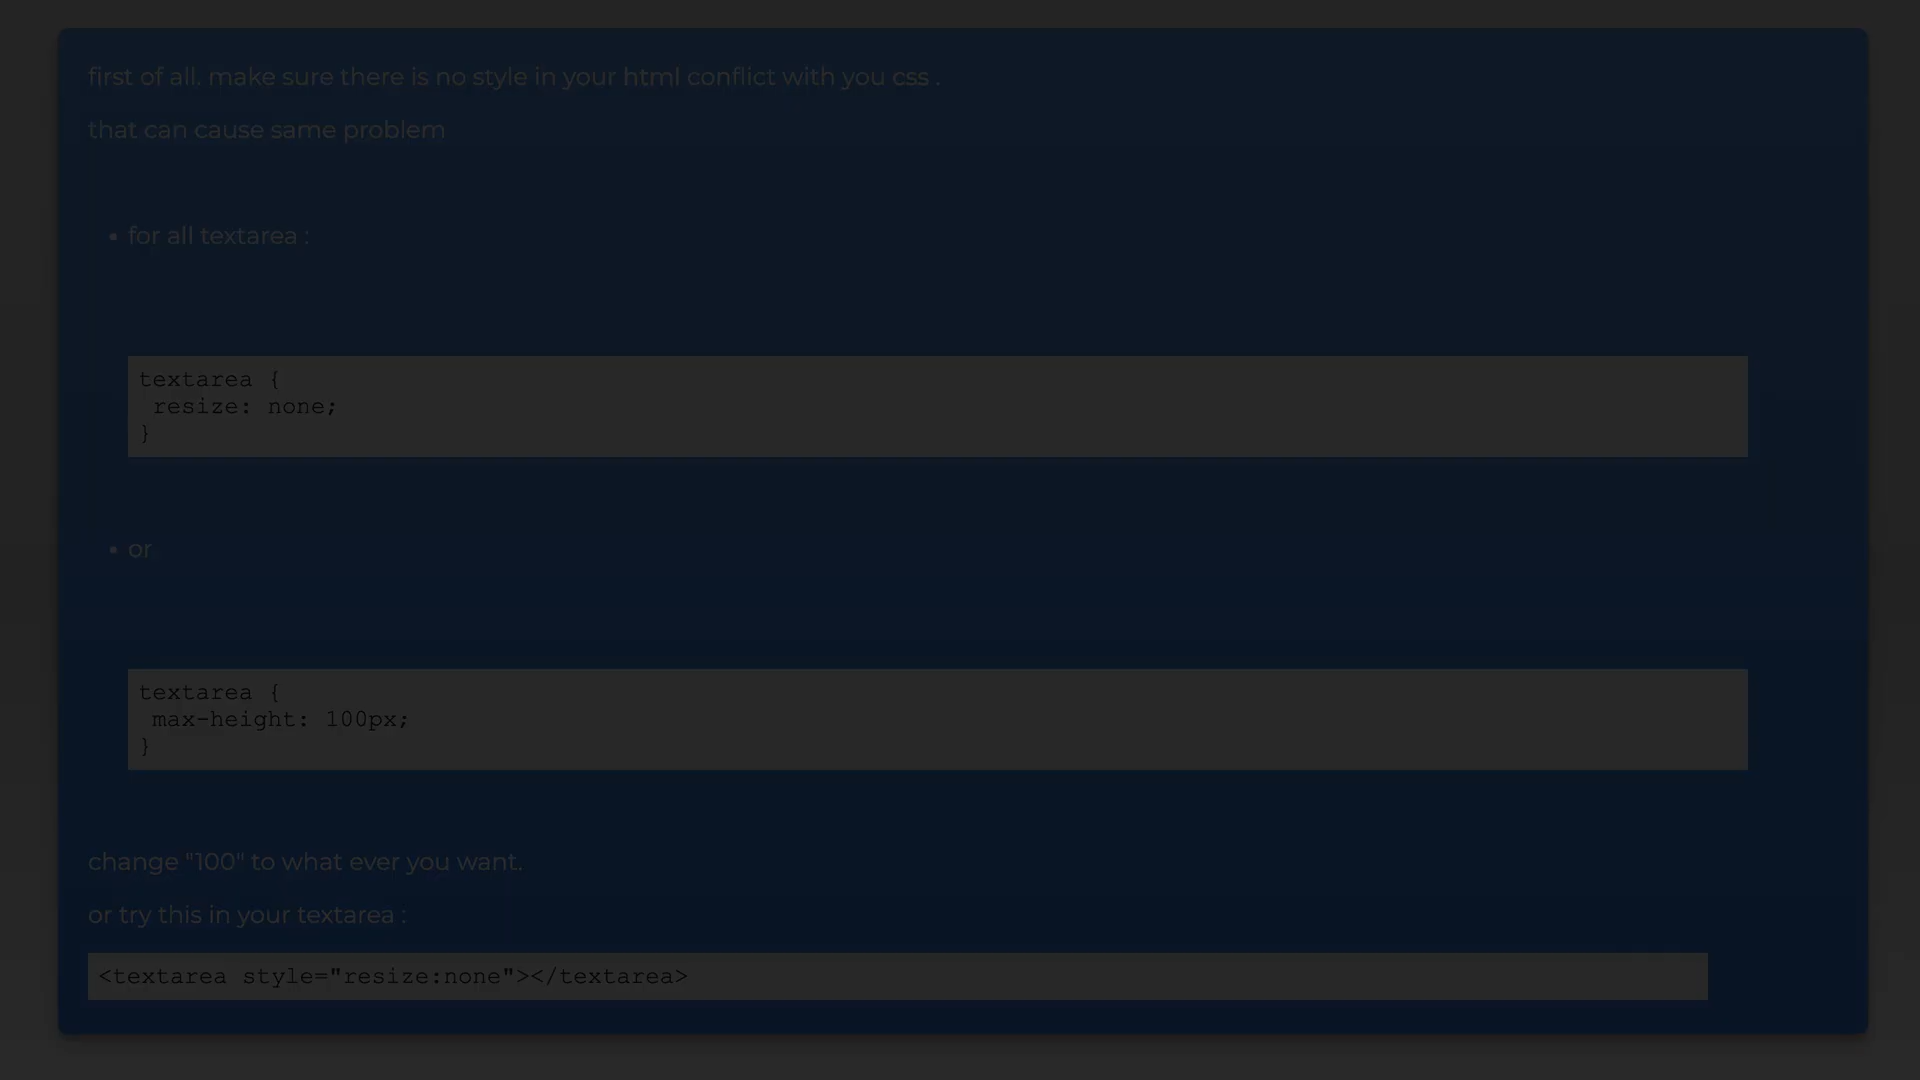 first of all. make sure there is no style in your html conflict with you css .
that can cause same problem
▪ for all textarea :
textarea {
 resize: none;
}
▪ or
textarea {
 max-height: 100px;
}
change "100" to what ever you want.
or try this in your textarea :
<textarea style="resize:none"></textarea>